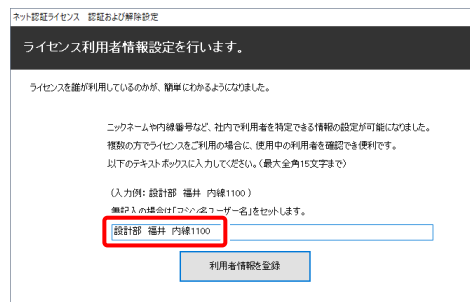 ネット認証ライセンス 認証および解除設定
ライセンス利用者情報設定を行います。
ライセンスを誰が利用しているのかが、簡単にわかるようになりました。
ニックネームや内線番号など、社内で利用者を特定できる情報の設定が可能になりました。
複数の方でライセンスをご利用の場合に、使用中の利用者を確認でき便利です。
以下のテキストボックスに入力してください。(最大全角15文字まで)
(入力例：設計部 福井 内線1100)
無記入の場合は「マシン名ユーザー名」をセットします。
設計部 福井 内線1100
利用者情報を登録